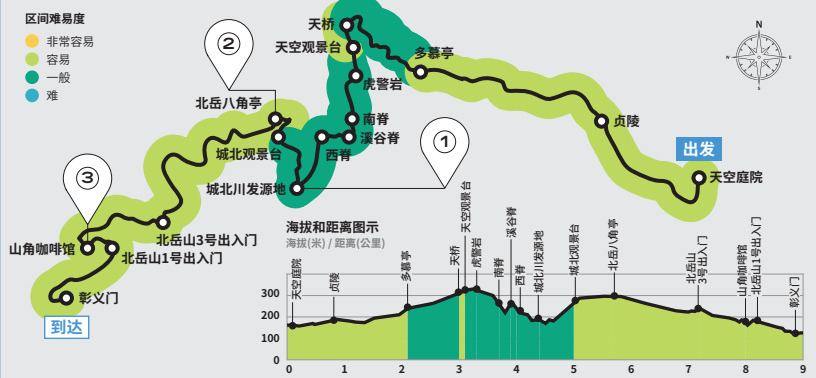 区间难易度
非常容易
容易
一般
难
天桥
天空观景台
多慕亭
虎警岩
②
北岳八角亭
南脊
溪谷脊
贞陵
城北观景台
西脊
①
出发
天空庭院
③
城北川发源地
山角咖啡馆
北岳山3号出入门
北岳山1号出入门
彰义门
到达
N
E
S
W
海拔和距离图示
海拔(米) / 距离(公里)
天空庭院
贞陵
多慕亭
天桥
天空观景台
虎警岩
南脊
溪谷脊
西脊
城北川发源地
城北观景台
北岳八角亭
北岳山
3号出入门
山角咖啡馆
北岳山1号出入门
彰义门
300
200
100
0
0 1 2 3 4 5 6 7 8 9